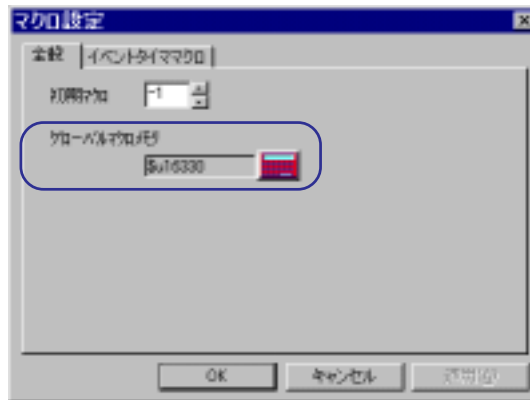 マクロ設定
全般 イベントタイママクロ
初期マクロ -1
グローバルマクロメモリ
$u16330
OK キャンセル 適用(A)